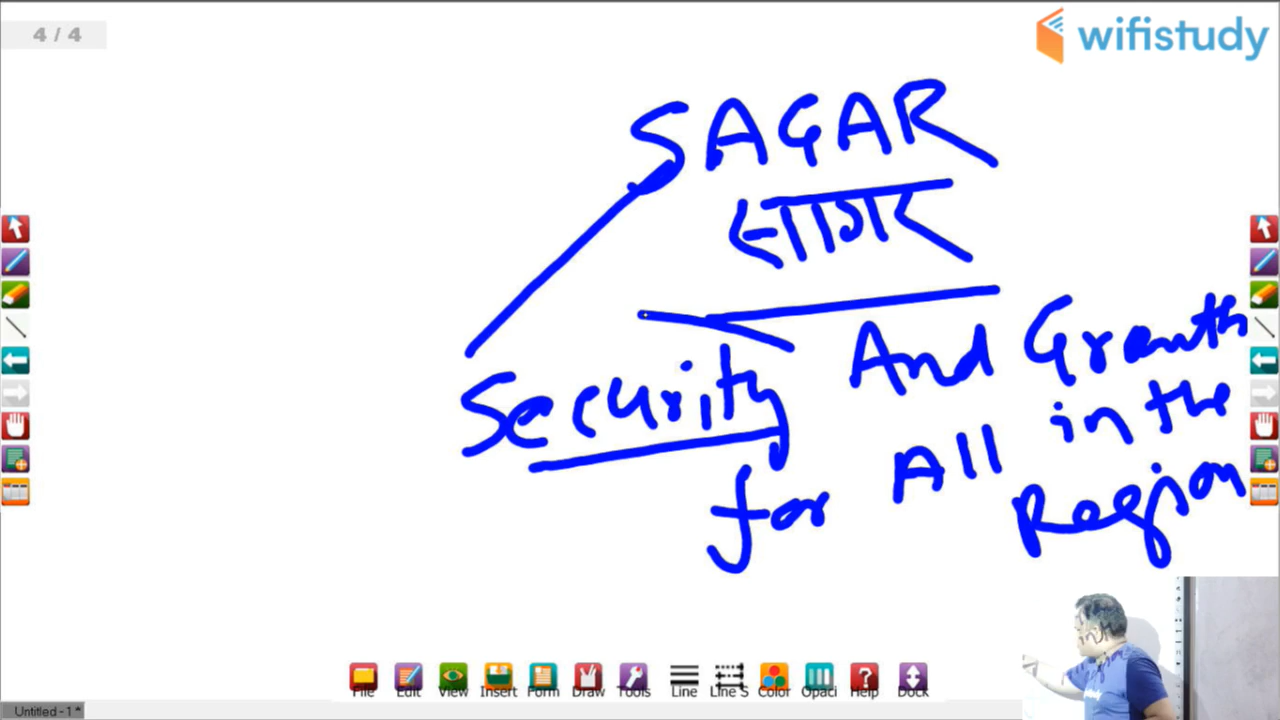 4 / 4
wifistudy
SAGAR
सागर
Security And Growth
for All in the
Region
File Edit View Insert Form Draw Tools Line Line S Color Opaci Help Dock
Untitled - 1 *